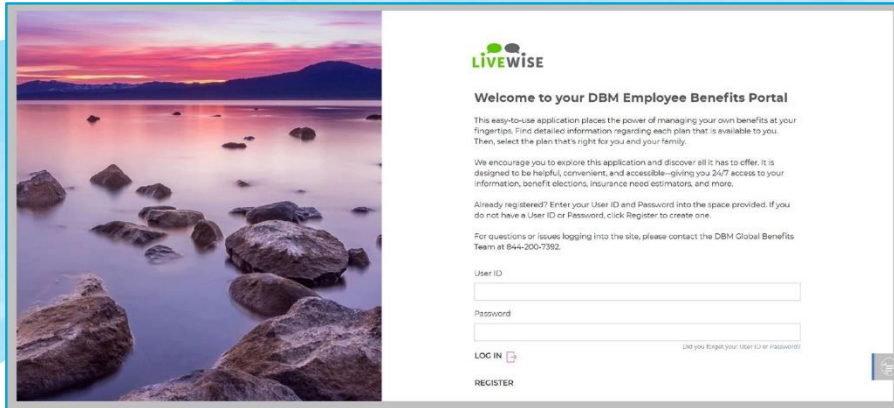 LIVEWISE
Welcome to your DBM Employee Benefits Portal
This easy-to-use application places the power of managing your own benefits at your
fingertips. Find detailed information regarding each plan that is available to you.
Then, select the plan that's right for you and your family.
We encourage you to explore this application and discover all it has to offer. It is
designed to be helpful, convenient, and accessible—giving you 24/7 access to your
information, benefit elections, insurance need estimators, and more.
Already registered? Enter your User ID and Password into the space provided. If you
do not have a User ID or Password, click Register to create one.
For questions or issues logging into the site, please contact the DBM Global Benefits
Team at 844-200-7392.
User ID
Password
Did you forget your User ID or Password?
LOG IN
REGISTER